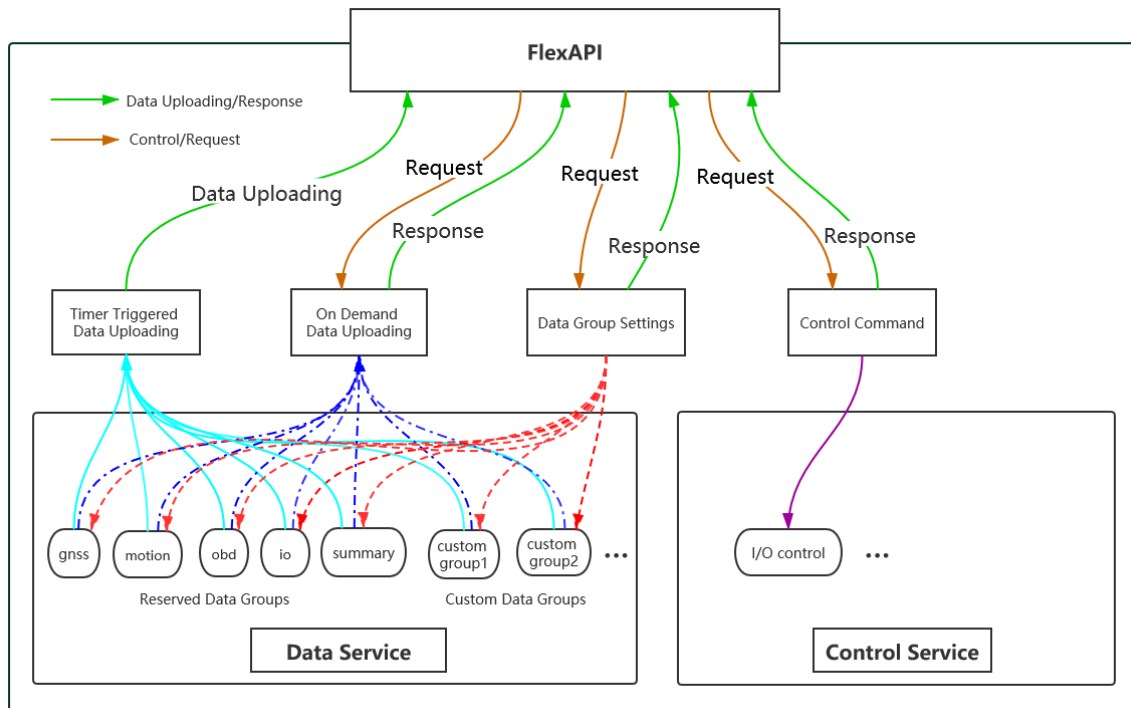 FlexAPI
Data Uploading/Response
Control/Request
Request
Request
Request
Data Uploading
Response
Response
Response
Timer Triggered
Data Uploading
On Demand
Data Uploading
Data Group Settings
Control Command
gnss
motion
obd
io
summary
custom
group1
custom
group2
...
I/O control
...
Reserved Data Groups
Custom Data Groups
Data Service
Control Service